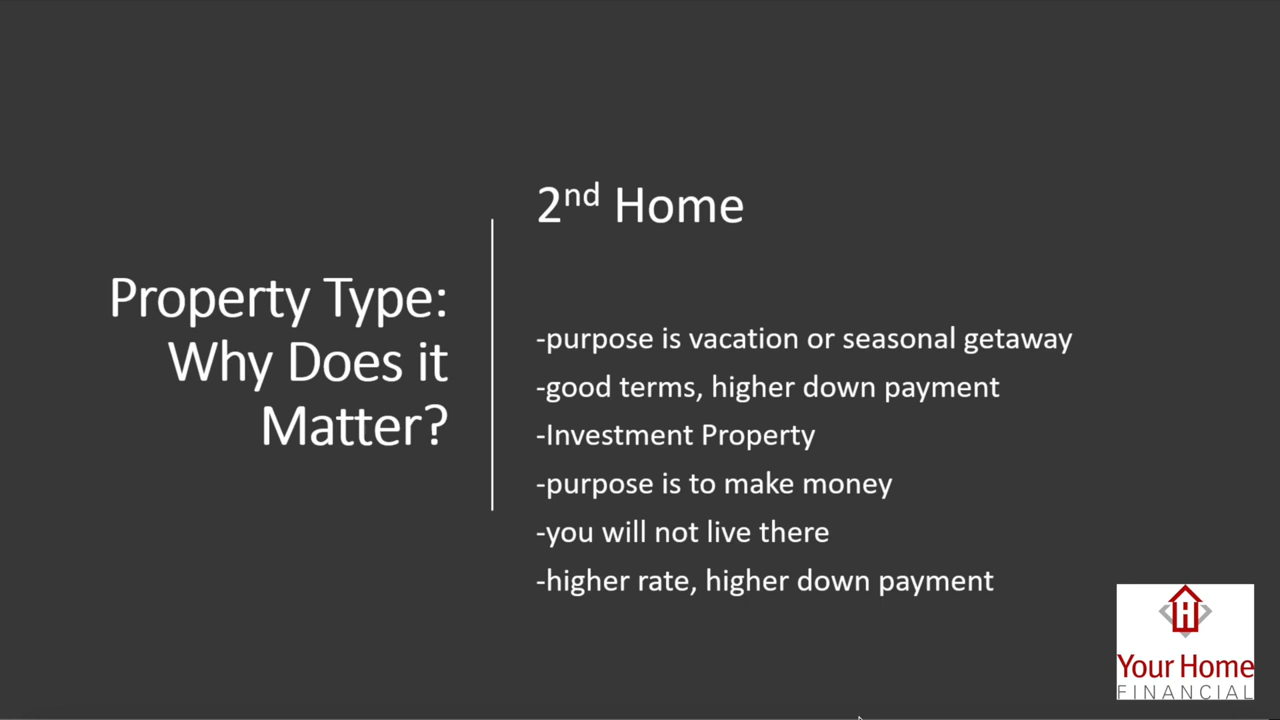 Property Type:
Why Does it
Matter?
2nd Home
-purpose is vacation or seasonal getaway
-good terms, higher down payment
-Investment Property
-purpose is to make money
-you will not live there
-higher rate, higher down payment
H
Your Home
FINANCIAL